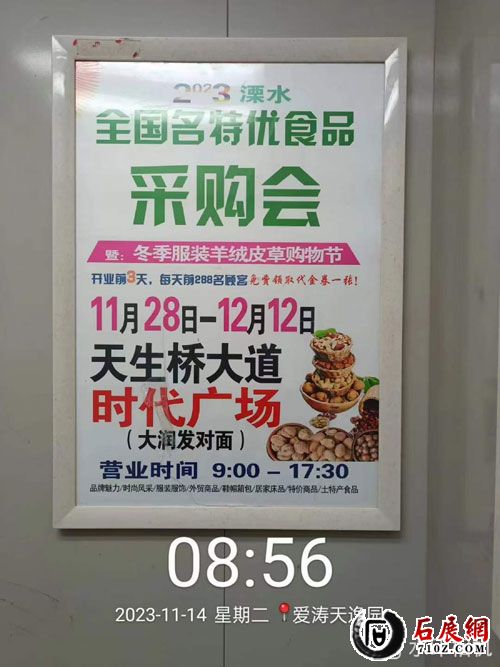 2023 溧水
全国名特优食品
采购会
暨：冬季服装羊绒皮草购物节
开业前3天，每天前288名顾客免费领取代金券一张！
11月28日-12月12日
天生桥大道
时代广场
（大润发对面）
营业时间 9:00 - 17:30
品牌魅力/时尚风采/服装服饰/外贸商品/鞋帽箱包/居家床品/特价商品/土特产食品
08:56
2023-11-14 星期二 爱涛天逸园
石展網
710Z.COM